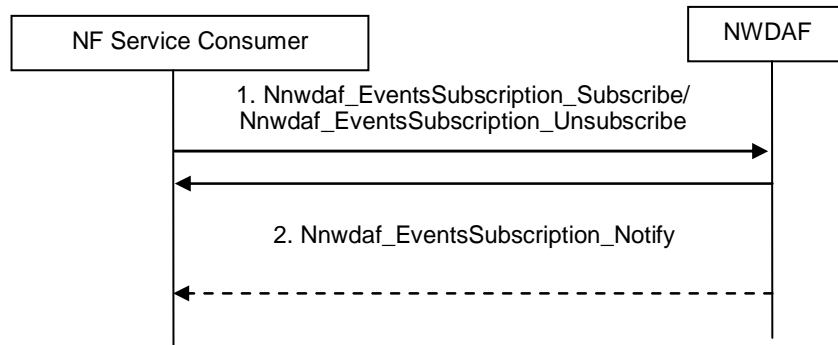 NF Service Consumer
NWDAF
1. Nnwdaf_EventsSubscription_Subscribe/
Nnwdaf_EventsSubscription_Unsubscribe
2. Nnwdaf_EventsSubscription_Notify